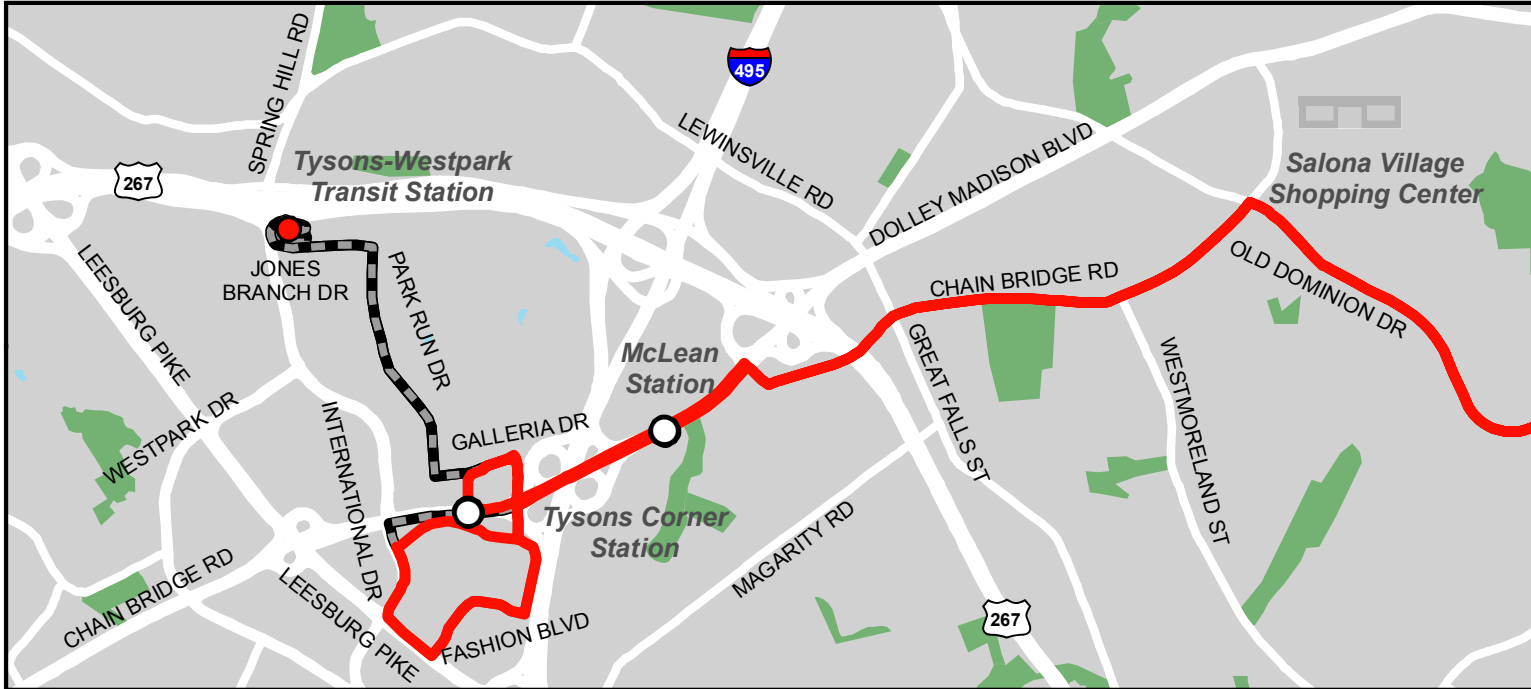 SPRING HILL RD
495
LEWINSVILLE RD
DOLLEY MADISON BLVD
Tysons-Westpark
Transit Station
267
Salona Village
Shopping Center
JONES
BRANCH DR
PARK RUN DR
LEESBURG PIKE
CHAIN BRIDGE RD
OLD DOMINION DR
McLean
Station
GREAT FALLS ST
WESTMORELAND ST
WESTPARK DR
INTERNATIONAL DR
GALLERIA DR
Tysons Corner
Station
MAGARITY RD
CHAIN BRIDGE RD
LEESBURG PIKE
FASHION BLVD
267